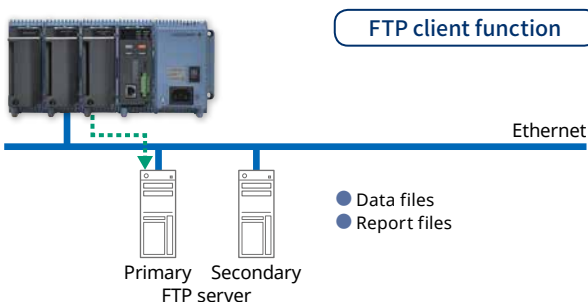 FTP client function
Ethernet
Data files
Report files
Primary Secondary
FTP server